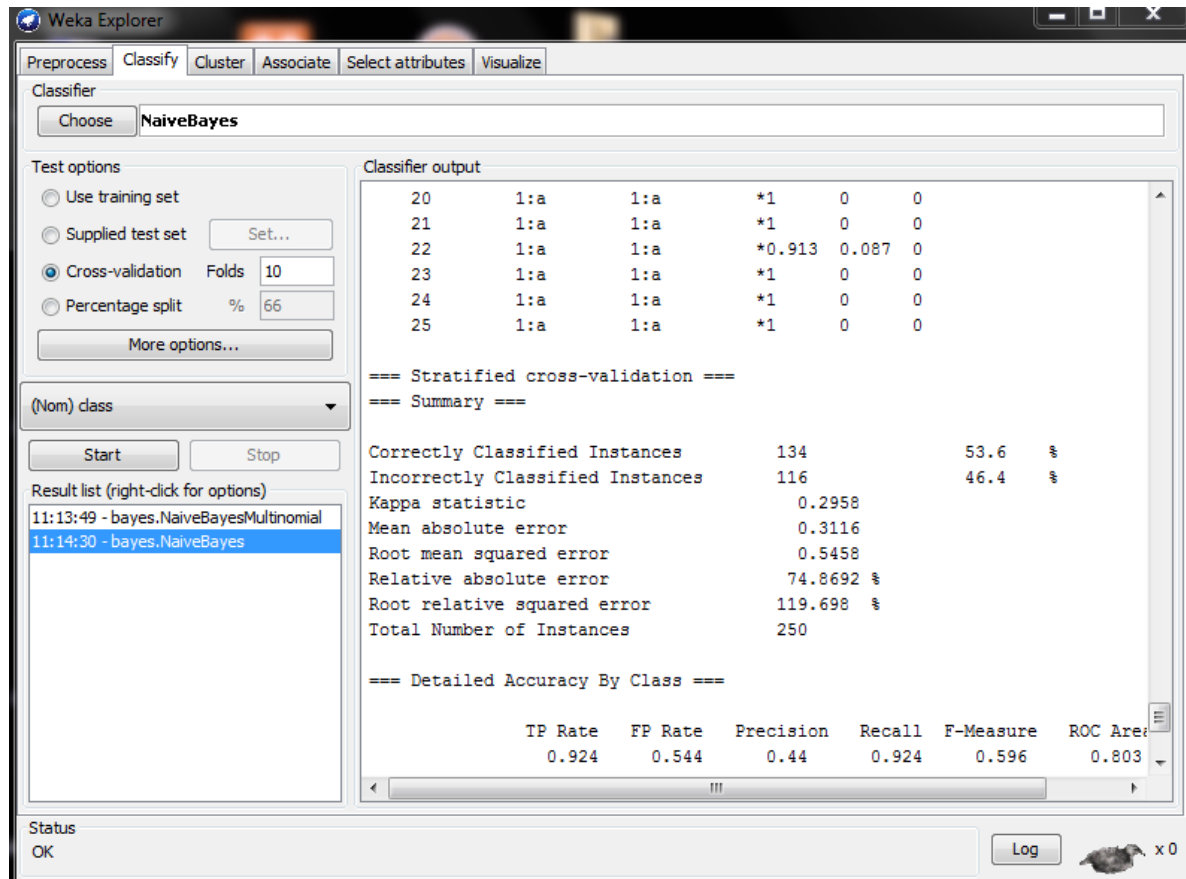 Weka Explorer
Preprocess Classify Cluster Associate Select attributes Visualize
Classifier
Choose NaiveBayes
Test options
Use training set
Supplied test set Set...
Cross-validation Folds 10
Percentage split % 66
More options...
(Nom) class
Start Stop
Result list (right-click for options)
11:13:49 - bayes.NaiveBayesMultinomial
11:14:30 - bayes.NaiveBayes
Classifier output
20 1:a 1:a *1 0 0
21 1:a 1:a *1 0 0
22 1:a 1:a *0.913 0.087 0
23 1:a 1:a *1 0 0
24 1:a 1:a *1 0 0
25 1:a 1:a *1 0 0
=== Stratified cross-validation ===
=== Summary ===
Correctly Classified Instances 134 53.6 %
Incorrectly Classified Instances 116 46.4 %
Kappa statistic 0.2958
Mean absolute error 0.3116
Root mean squared error 0.5458
Relative absolute error 74.8692 %
Root relative squared error 119.698 %
Total Number of Instances 250
=== Detailed Accuracy By Class ===
TP Rate FP Rate Precision Recall F-Measure ROC Area
0.924 0.544 0.44 0.924 0.596 0.803
Status
OK
Log x 0